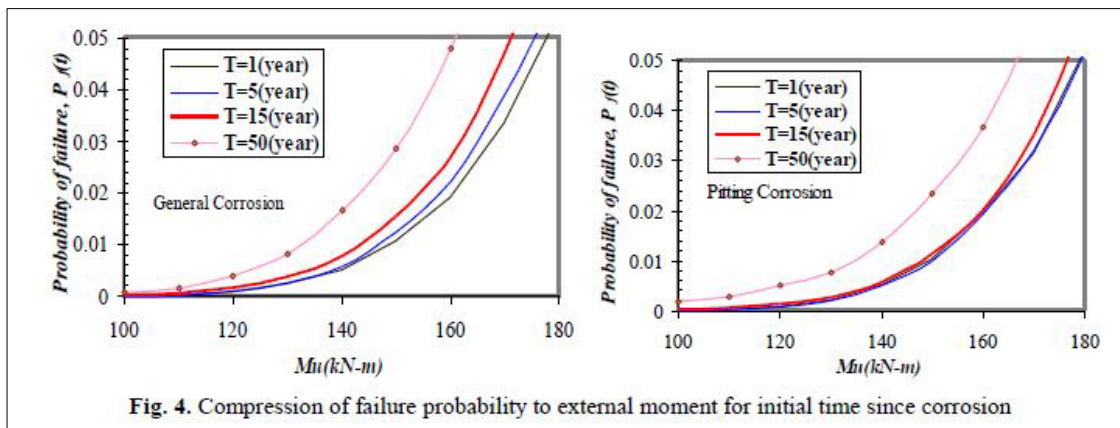 0.05
0.04
0.03
0.02
0.01
0
Probability of failure, P f(t)
T=1(year)
T=5(year)
T=15(year)
T=50(year)
General Corrosion
100 120 140 160 180
Mu(kN-m)
0.05
0.04
0.03
0.02
0.01
0
Probability of failure, P f(t)
T=1(year)
T=5(year)
T=15(year)
T=50(year)
Pitting Corrosion
100 120 140 160 180
Mu(kN-m)
Fig. 4. Compression of failure probability to external moment for initial time since corrosion